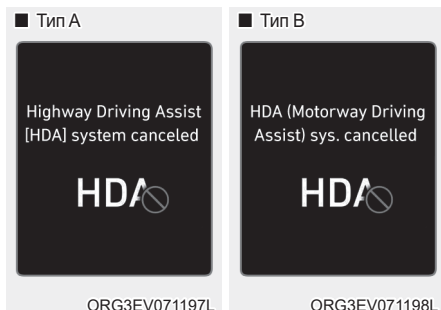 ■ Тип A
Highway Driving Assist
[HDA] system canceled
HDA
ORG3EV071197L
■ Тип B
HDA (Motorway Driving
Assist) sys. cancelled
HDA
ORG3EV071198L